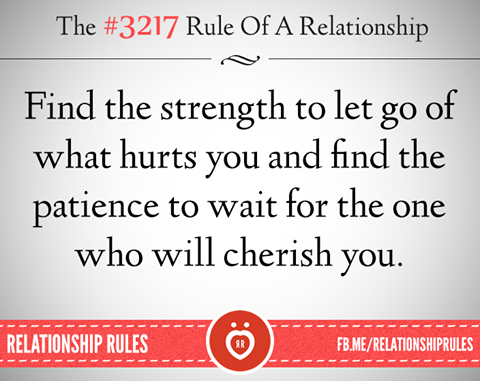 The #3217 Rule Of A Relationship
Find the strength to let go of
what hurts you and find the
patience to wait for the one
who will cherish you.
RELATIONSHIP RULES
RR
FB.ME/RELATIONSHIPRULES